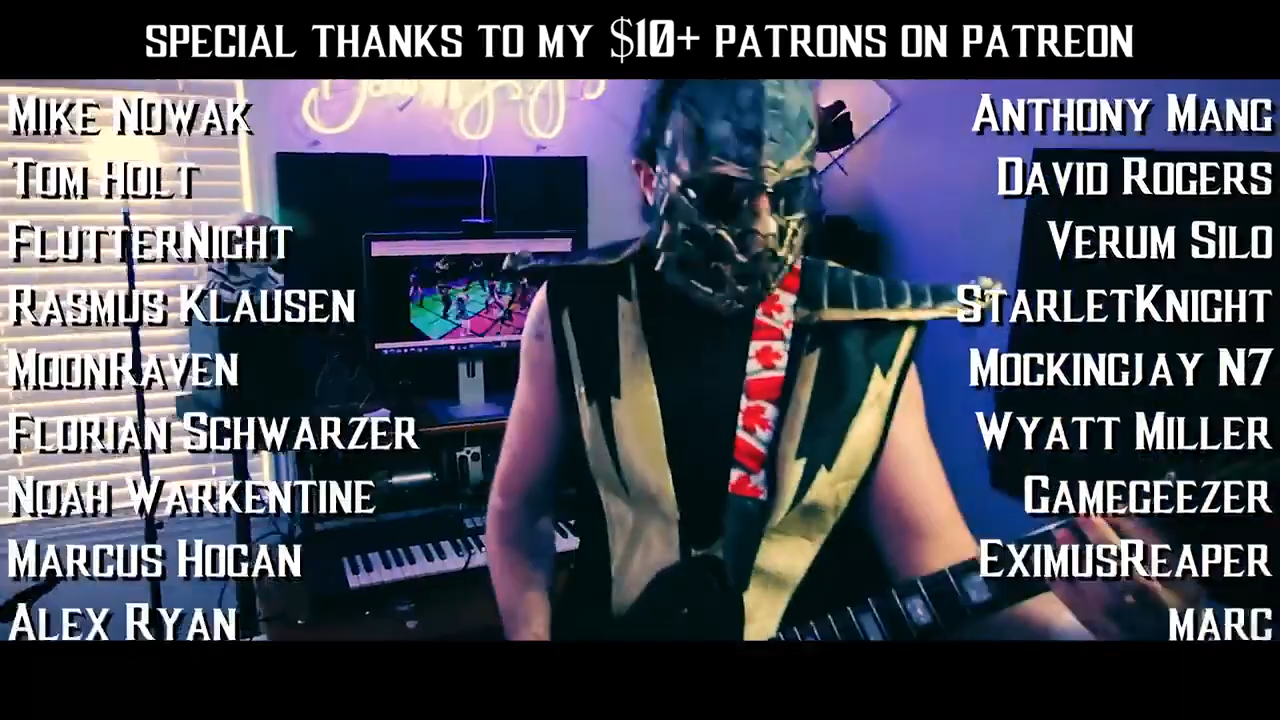 SPECIAL THANKS TO MY $10+ PATRONS ON PATREON
MIKE NOWAK
TOM HOLT
FLUTTERNIGHT
RASMUS KLAUSEN
MOONRAVEN
FLORIAN SCHWARZER
NOAH WARKENTINE
MARCUS HOGAN
ALEX RYAN
ANTHONY MANG
DAVID ROGERS
VERUM SILO
STARLETKNIGHT
MOCKINGJAY N7
WYATT MILLER
GAMEGEEZER
EXIMUSREAPER
MARC